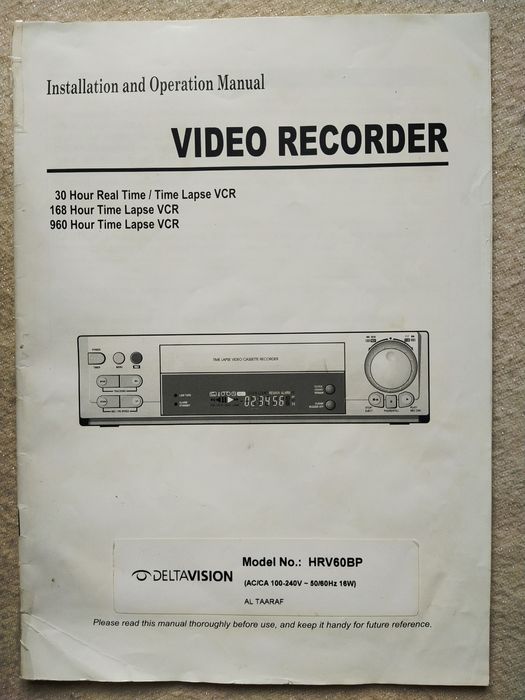 Installation and Operation Manual
VIDEO RECORDER
30 Hour Real Time / Time Lapse VCR
168 Hour Time Lapse VCR
960 Hour Time Lapse VCR
TIME LAPSE VIDEO CASSETTE RECORDER
02:34:56
DELTAVISION
Model No.: HRV60BP
(AC/CA 100-240V ~ 50/60Hz 16W)
AL TAARAF
Please read this manual thoroughly before use, and keep it handy for future reference.